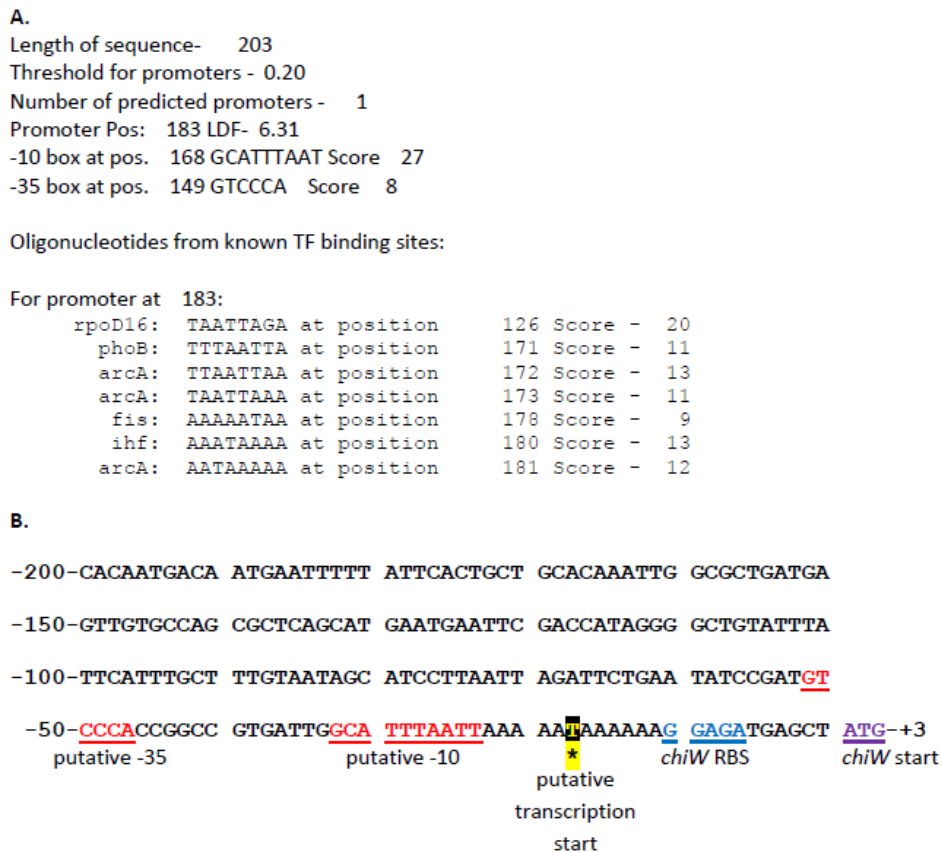 A.
Length of sequence- 203
Threshold for promoters - 0.20
Number of predicted promoters - 1
Promoter Pos: 183 LDF- 6.31
-10 box at pos. 168 GCATTTAAT Score 27
-35 box at pos. 149 GTCCCA Score 8
Oligonucleotides from known TF binding sites:
For promoter at 183:
rpoD16: TAATTAGA at position 126 Score - 20
phoB: TTTAATTA at position 171 Score - 11
arcA: TTAATTAA at position 172 Score - 13
arcA: TAATTAAA at position 173 Score - 11
fis: AAAAATAA at position 178 Score - 9
ihf: AAATAAAA at position 180 Score - 13
arcA: AATAAAAA at position 181 Score - 12
B.
-200-CACAATGACA ATGAATTTTT ATTCACTGCT GCACAAATTG GCGCTGATGA
-150-GTTGTGCCAG CGCTCAGCAT GAATGAATTC GACCATAGGG GCTGTATTTA
-100-TTCATTTGCT TTGTAATAGC ATCCTTAATT AGATTCTGAA TATCCGATGT
-50-CCCACCGGCC GTGATTGGCA TTTAATTAAA AATAAAAAAG GAGATGAGCT ATG-+3
putative -35 putative -10 * chiW RBS chiW start
putative
transcription
start